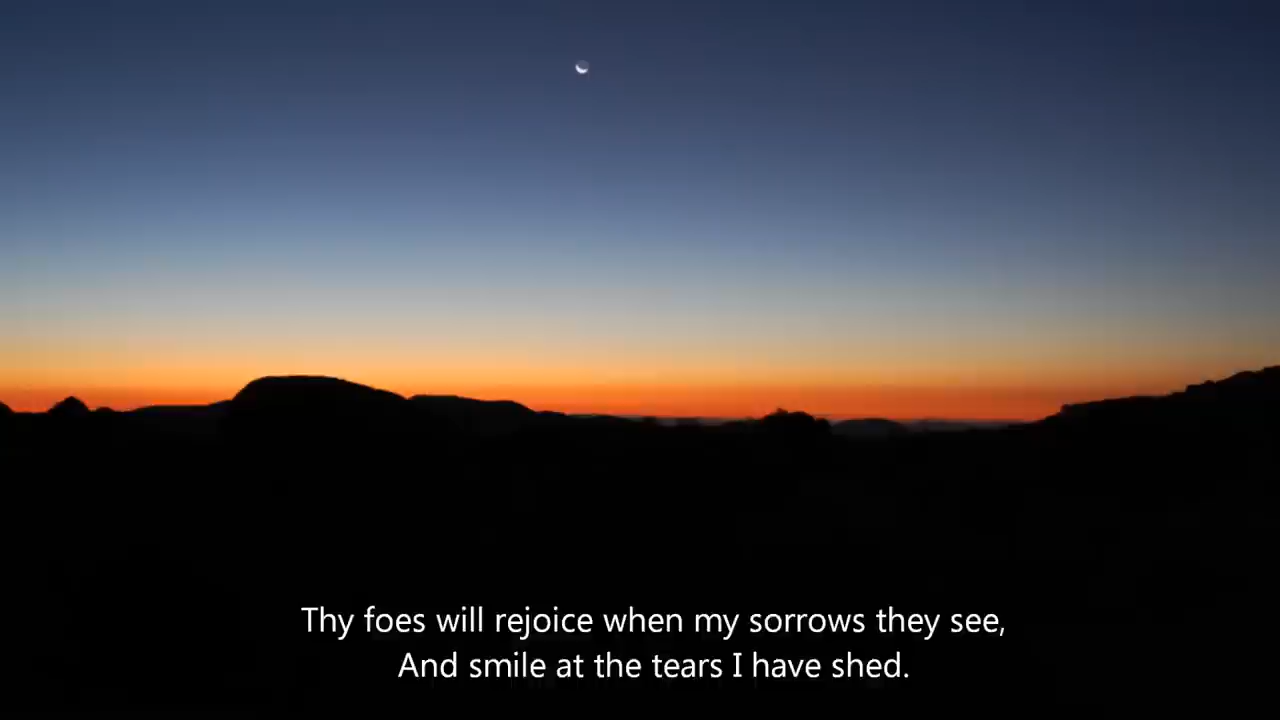 Thy foes will rejoice when my sorrows they see,
And smile at the tears I have shed.